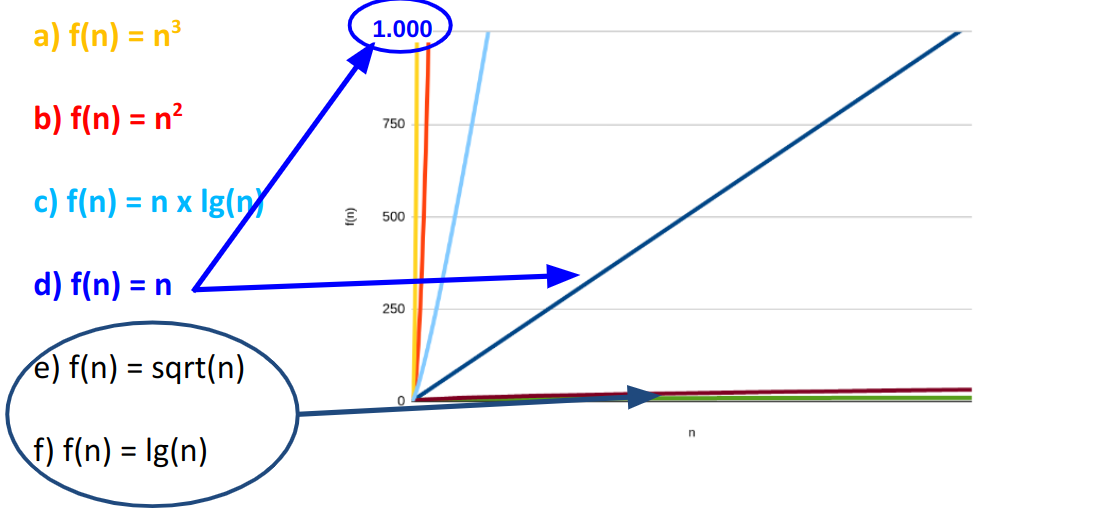 a) f(n) = n³
b) f(n) = n²
c) f(n) = n x lg(n)
d) f(n) = n
e) f(n) = sqrt(n)
f) f(n) = lg(n)
1.000
750
500
250
0
f(n)
n